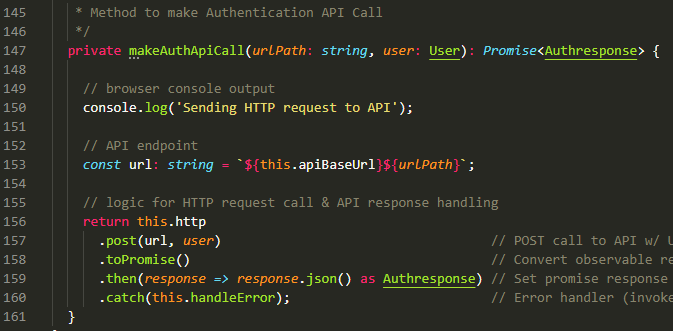 145 * Method to make Authentication API Call
146 */
147 private makeAuthApiCall(urlPath: string, user: User): Promise<Authresponse> {
148
149 // browser console output
150 console.log('Sending HTTP request to API');
151
152 // API endpoint
153 const url: string = `${this.apiBaseUrl}${urlPath}`;
154
155 // logic for HTTP request call & API response handling
156 return this.http
157 .post(url, user) // POST call to API w/ U
158 .toPromise() // Convert observable re
159 .then(response => response.json() as Authresponse) // Set promise response
160 .catch(this.handleError); // Error handler (invoke
161 }